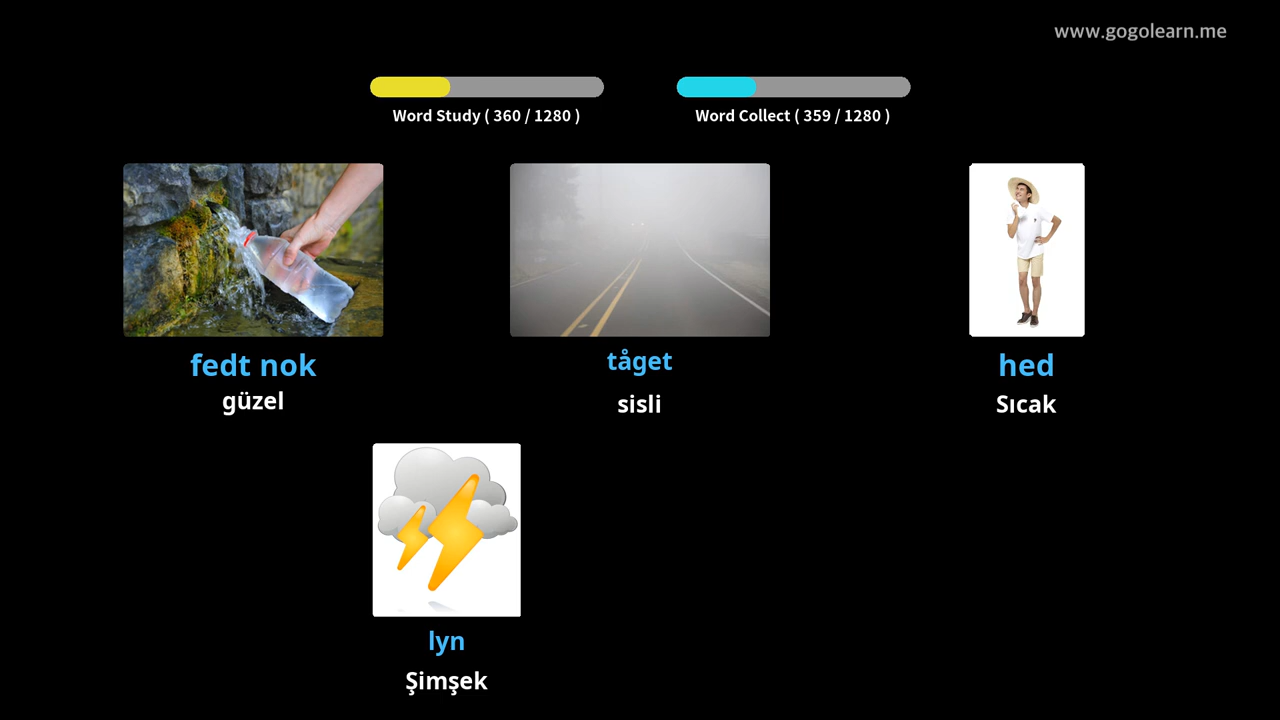 www.gogolearn.me
Word Study ( 360 / 1280 )
Word Collect ( 359 / 1280 )
fedt nok
güzel
tåget
sisli
hed
Sıcak
lyn
Şimşek